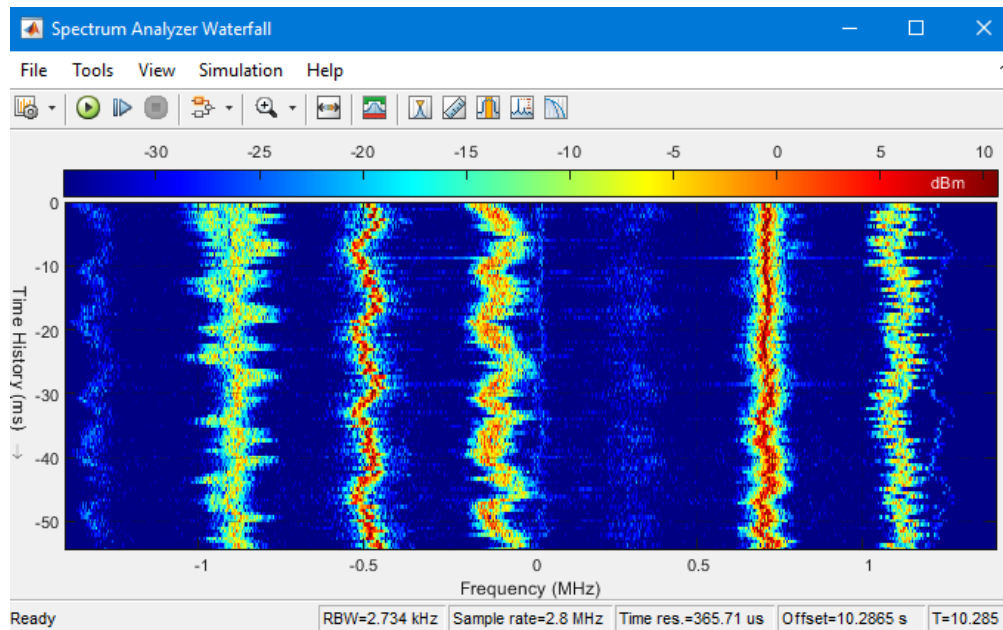 Spectrum Analyzer Waterfall
File Tools View Simulation Help
-30 -25 -20 -15 -10 -5 0 5 10
dBm
0
-10
-20
-30
-40
-50
Time History (ms)
-1 -0.5 0 0.5 1
Frequency (MHz)
Ready RBW=2.734 kHz Sample rate=2.8 MHz Time res.=365.71 us Offset=10.2865 s T=10.285